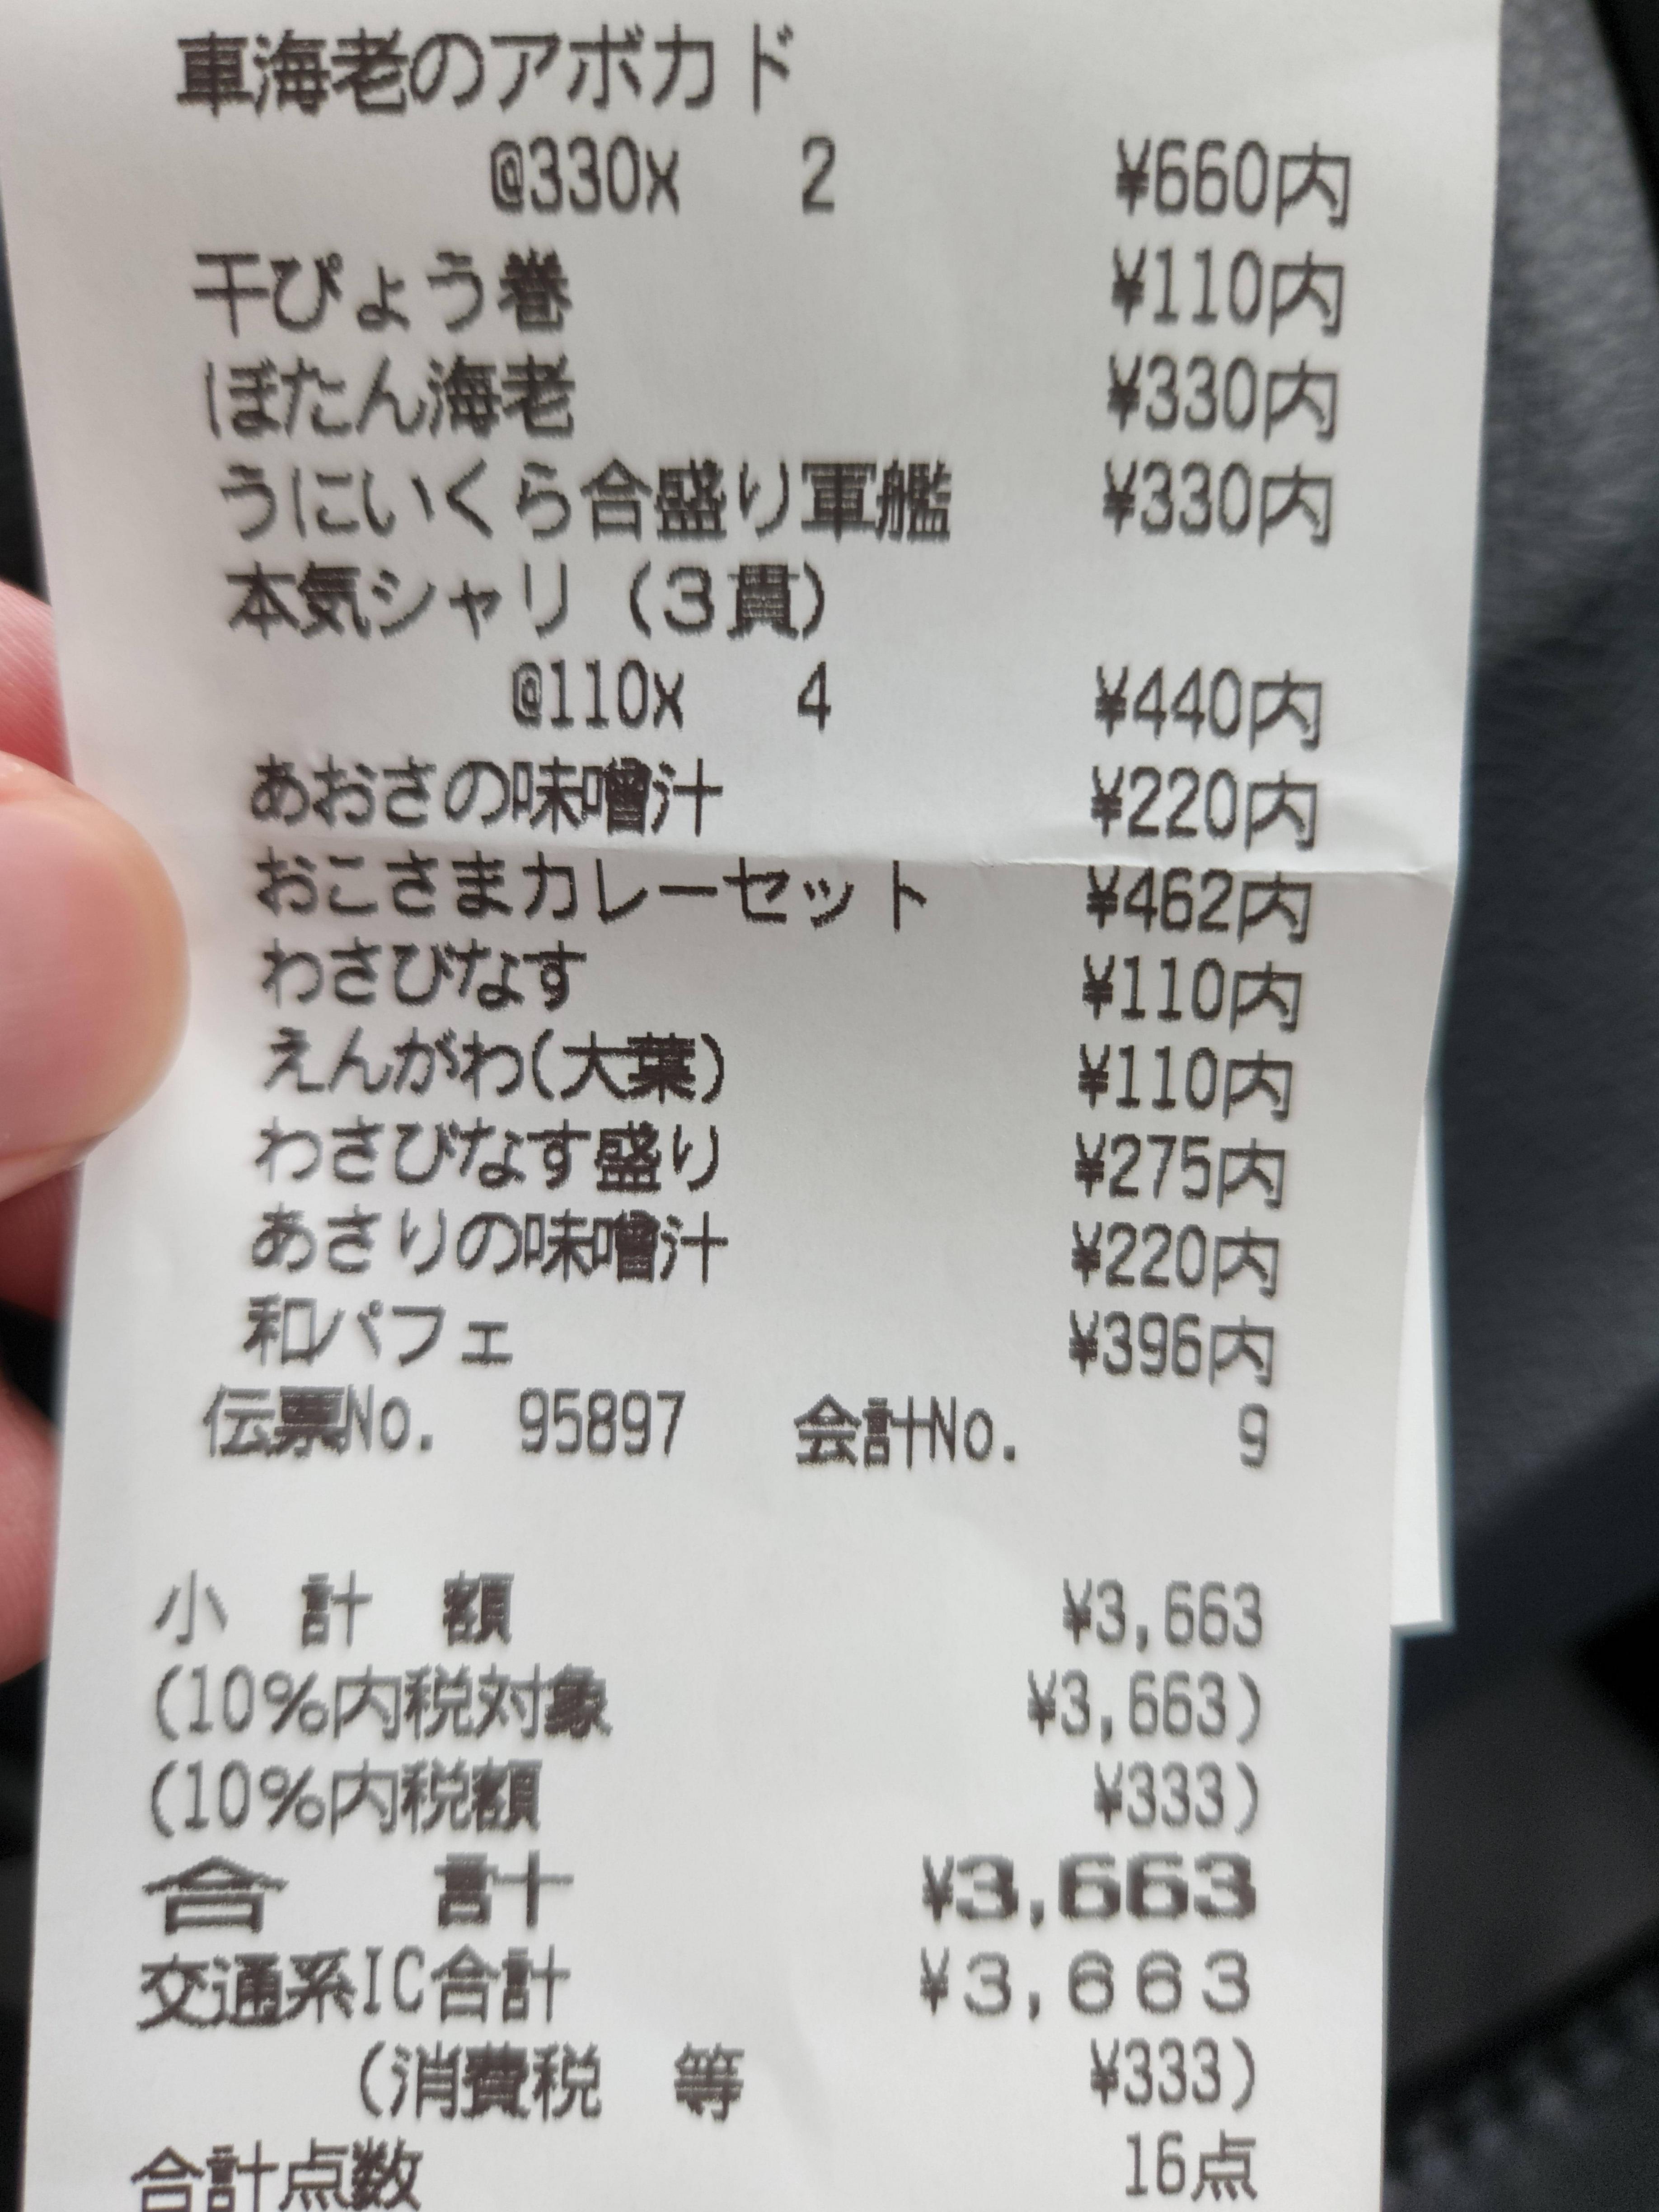 車海老のアボカド
@330x 2 ¥660内
干ぴょう巻 ¥110内
ぼたん海老 ¥330内
うにいくら合盛り軍艦 ¥330内
本気シャリ(3貫)
@110x 4 ¥440内
あおさの味噌汁 ¥220内
おこさまカレーセット ¥462内
わさびなす ¥110内
えんがわ(大葉) ¥110内
わさびなす盛り ¥275内
あさりの味噌汁 ¥220内
和パフェ ¥396内
伝票No. 95897 会計No. 9
小 計 額 ¥3,663
(10%内税対象 ¥3,663)
(10%内税額 ¥333)
合 計 ¥3,663
交通系IC合計 ¥3,663
(消費税 等 ¥333)
合計点数 16点